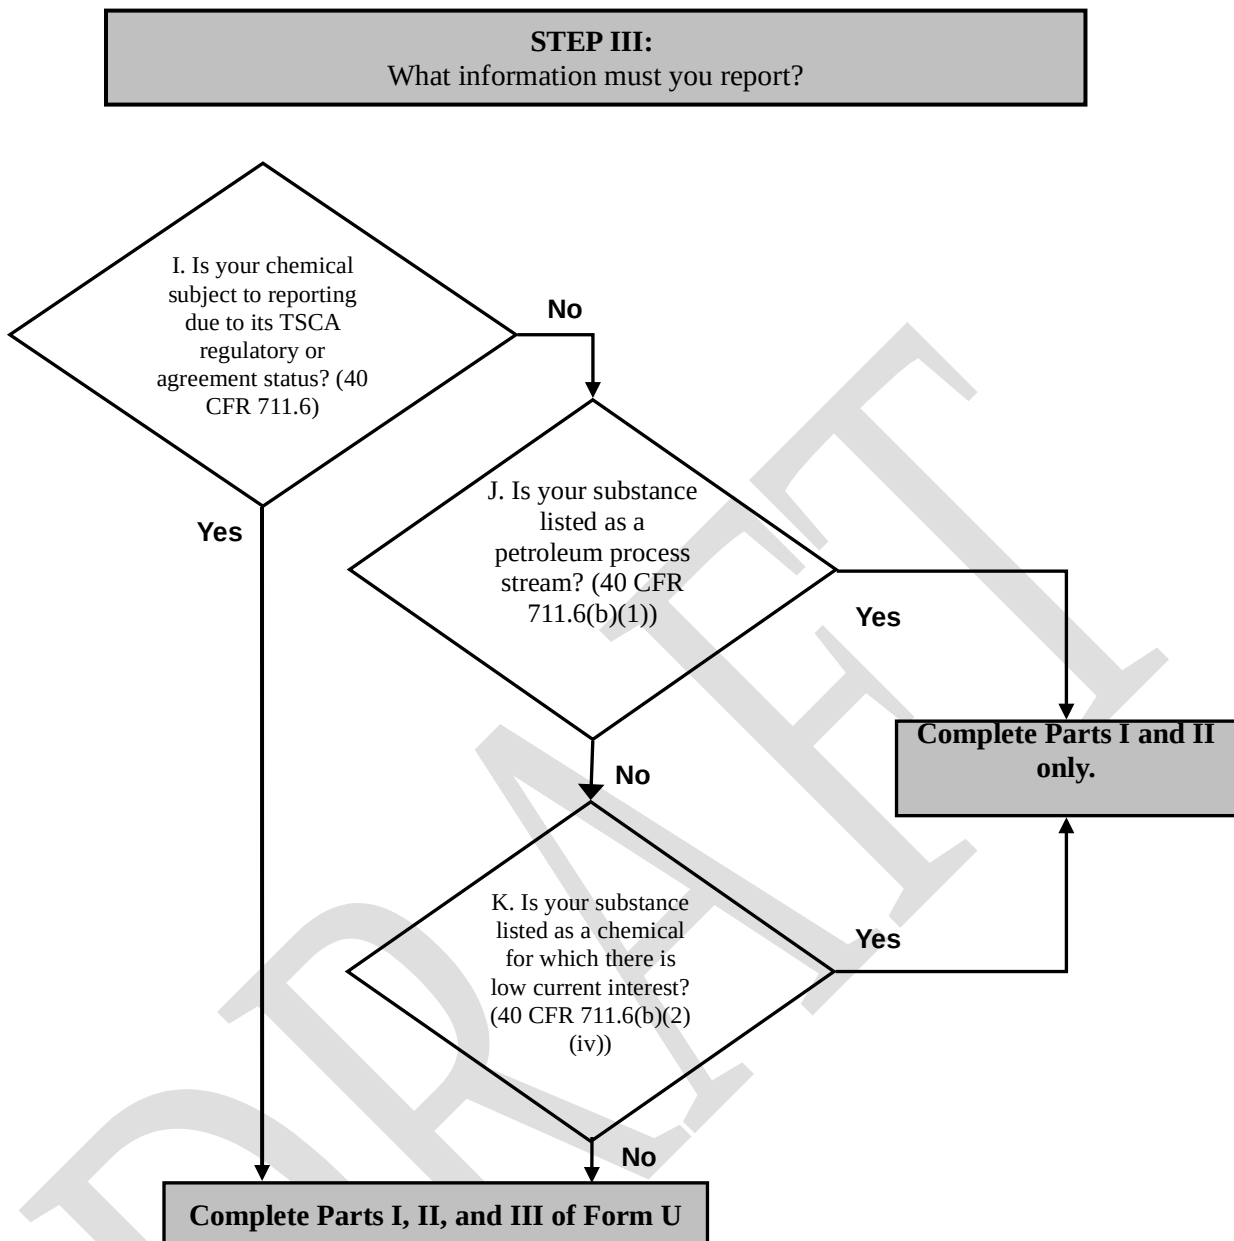 STEP III:
What information must you report?
I. Is your chemical
subject to reporting
due to its TSCA
regulatory or
agreement status? (40
CFR 711.6)
No
Yes
J. Is your substance
listed as a
petroleum process
stream? (40 CFR
711.6(b)(1))
Yes
No
Complete Parts I and II
only.
K. Is your substance
listed as a chemical
for which there is
low current interest?
(40 CFR 711.6(b)(2)
(iv))
Yes
No
Complete Parts I, II, and III of Form U
DRAFT